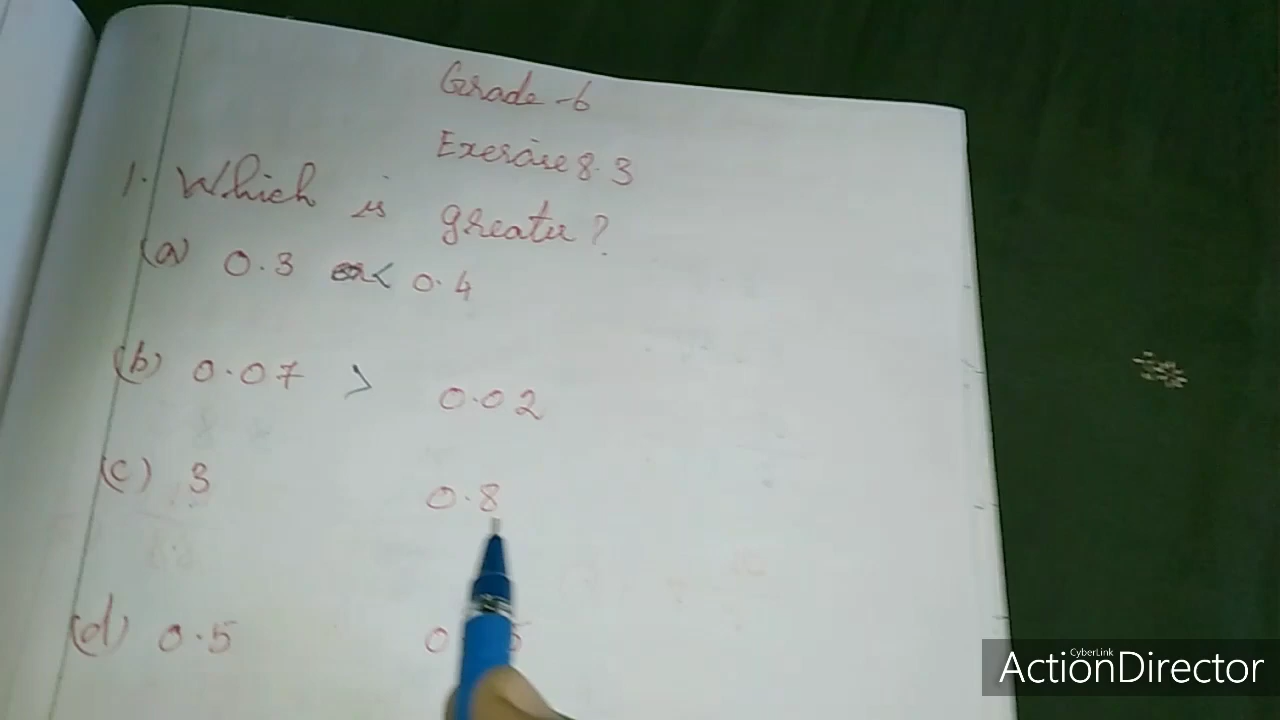 Grade-6
Exercise 8.3
1. Which is greater?
(a) 0.3 < 0.4
(b) 0.07 > 0.02
(c) 3 0.8
(d) 0.5
CyberLink
ActionDirector